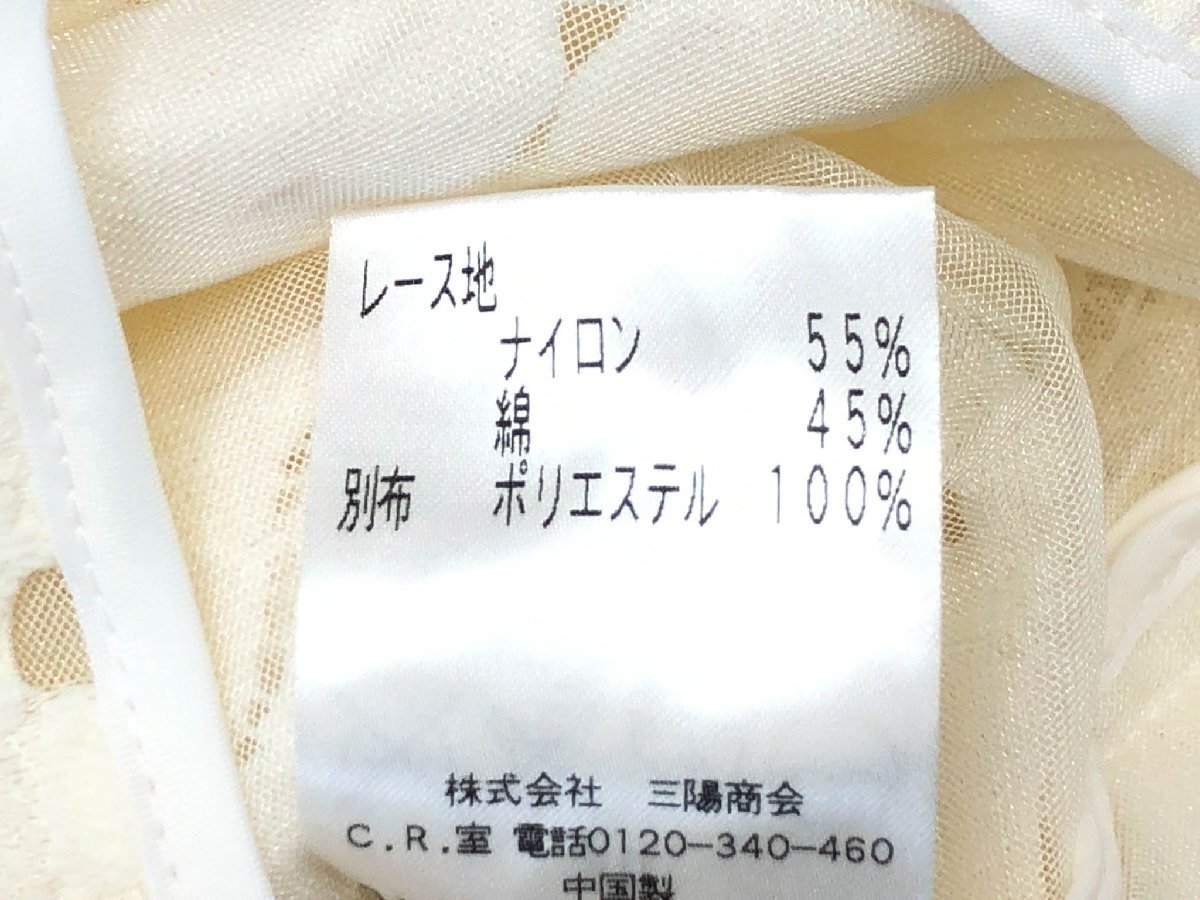 レース地
ナイロン 55%
綿 45%
別布 ポリエステル 100%
株式会社 三陽商会
C.R.室 電話0120-340-460
中国製